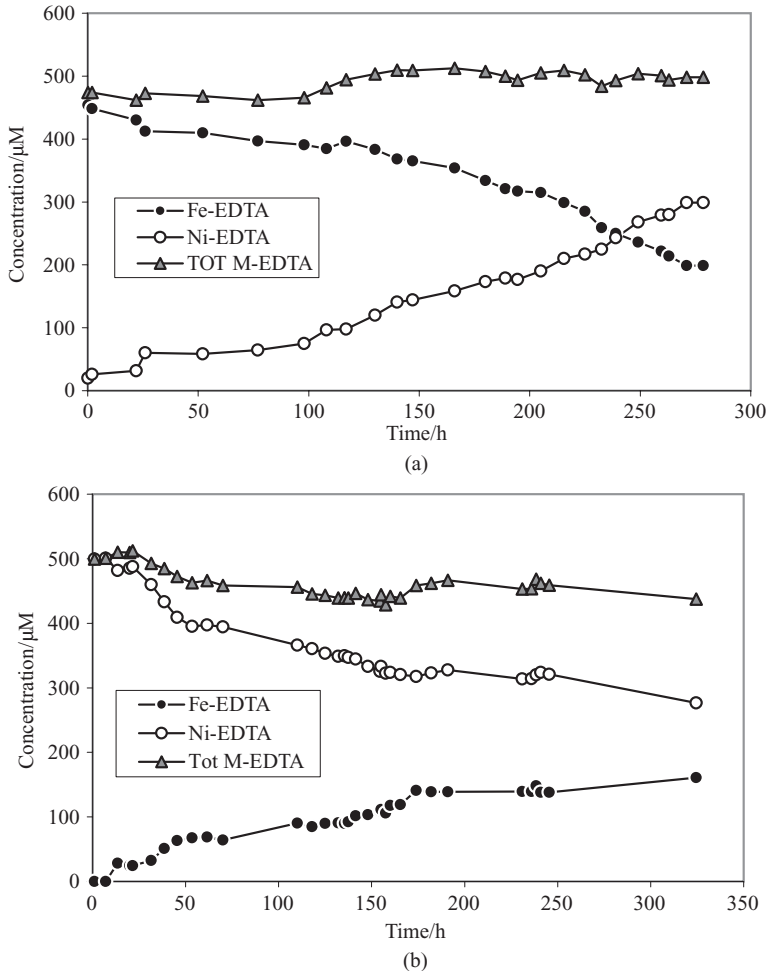 600
500
400
300
200
100
0
Concentration/µM
Fe-EDTA
Ni-EDTA
TOT M-EDTA
0 50 100 150 200 250 300
Time/h
(a)
600
500
400
300
200
100
0
Concentration/µM
Fe-EDTA
Ni-EDTA
Tot M-EDTA
0 50 100 150 200 250 300 350
Time/h
(b)